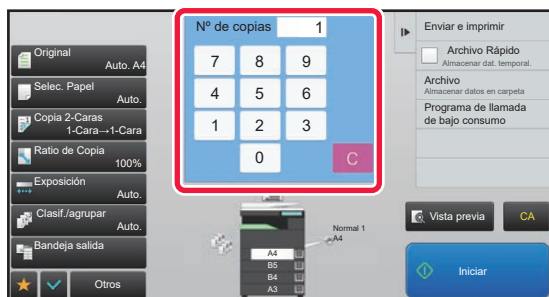 Original
Auto. A4
Selec. Papel
Auto.
Copia 2-Caras
1-Cara→1-Cara
Ratio de Copia
100%
Exposición
Auto.
Clasif./agrupar
Auto.
Bandeja salida
Otros
Nº de copias 1
7 8 9
4 5 6
1 2 3
0 C
Normal 1
A4
A4
B5
B4
A3
Enviar e imprimir
Archivo Rápido
Almacenar dat. temporal.
Archivo
Almacenar datos en carpeta
Programa de llamada
de bajo consumo
Vista previa
CA
Iniciar